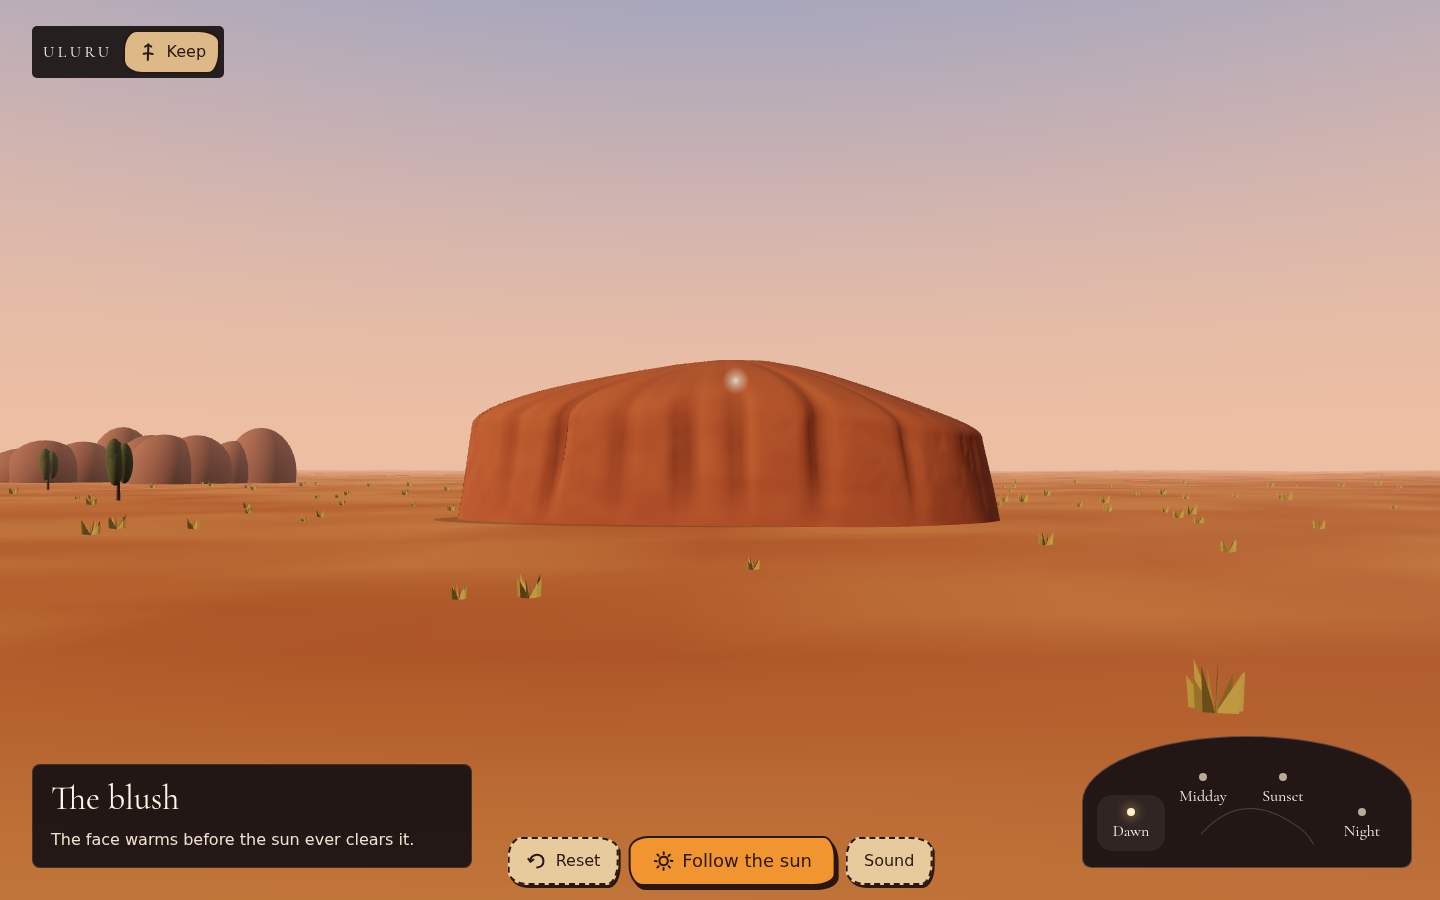 ULURU
Keep
The blush
The face warms before the sun ever clears it.
Reset
Follow the sun
Sound
Midday
Sunset
Dawn
Night